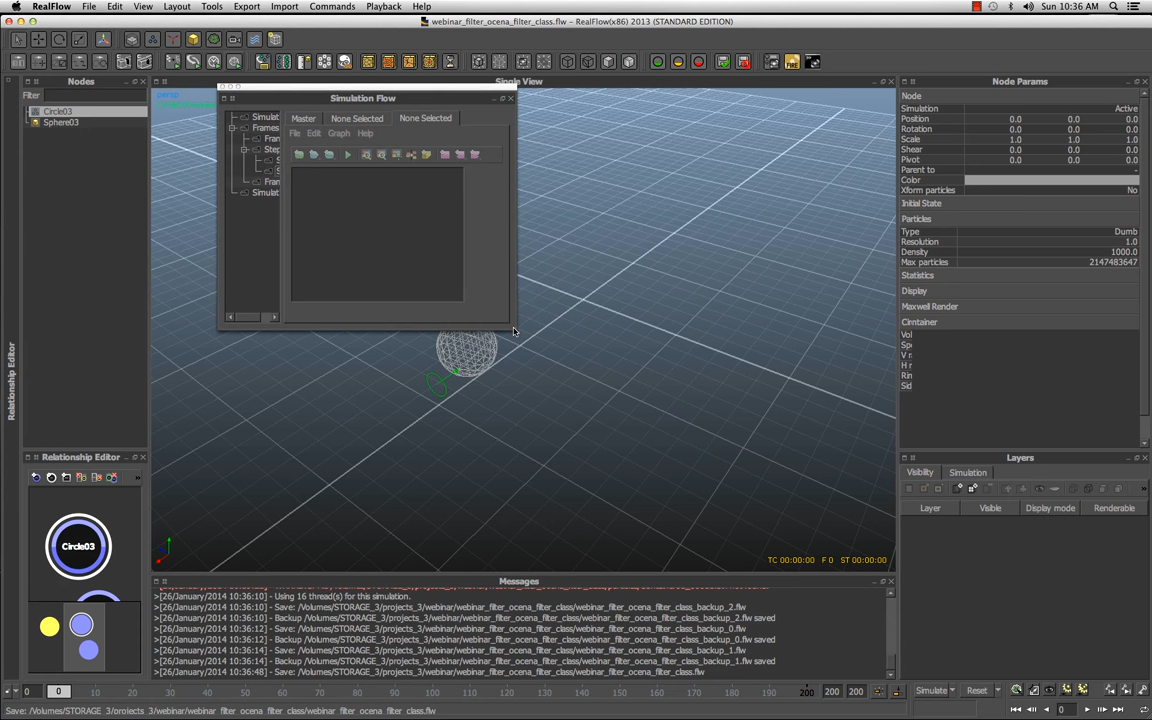 RealFlow File Edit View Layout Tools Export Import Commands Playback Help Sun 10:36 AM
webinar_filter_ocena_filter_class.flw - RealFlow(x86) 2013 (STANDARD EDITION)
Nodes
Filter
Circle03
Sphere03
Single View
persp
Simulation Flow
Simulat
Frames
Fran
Step
S
S
Fran
Simulat
Master None Selected None Selected
File Edit Graph Help
Node Params
Node
Simulation Active
Position 0.0 0.0 0.0
Rotation 0.0 0.0 0.0
Scale 1.0 1.0 1.0
Shear 0.0 0.0 0.0
Pivot 0.0 0.0 0.0
Parent to -
Color
Xform particles No
Initial State
Particles
Type Dumb
Resolution 1.0
Density 1000.0
Max particles 2147483647
Statistics
Display
Maxwell Render
Cirntainer
Vol
Spe
V r
H r
Rin
Sid
Relationship Editor
Relationship Editor
Circle03
TC 00:00:00 F 0 ST 00:00:00
Layers
Visibility Simulation
Layer Visible Display mode Renderable
Messages
>[26/January/2014 10:36:10] - Using 16 thread(s) for this simulation.
>[26/January/2014 10:36:10] - Save: /Volumes/STORAGE_3/projects_3/webinar/webinar_filter_ocena_filter_class/webinar_filter_ocena_filter_class_backup_2.flw
>[26/January/2014 10:36:10] - Backup /Volumes/STORAGE_3/projects_3/webinar/webinar_filter_ocena_filter_class/webinar_filter_ocena_filter_class_backup_2.flw saved
>[26/January/2014 10:36:12] - Save: /Volumes/STORAGE_3/projects_3/webinar/webinar_filter_ocena_filter_class/webinar_filter_ocena_filter_class_backup_0.flw
>[26/January/2014 10:36:12] - Backup /Volumes/STORAGE_3/projects_3/webinar/webinar_filter_ocena_filter_class/webinar_filter_ocena_filter_class_backup_0.flw saved
>[26/January/2014 10:36:14] - Save: /Volumes/STORAGE_3/projects_3/webinar/webinar_filter_ocena_filter_class/webinar_filter_ocena_filter_class_backup_1.flw
>[26/January/2014 10:36:14] - Backup /Volumes/STORAGE_3/projects_3/webinar/webinar_filter_ocena_filter_class/webinar_filter_ocena_filter_class_backup_1.flw saved
>[26/January/2014 10:36:48] - Save: /Volumes/STORAGE_3/projects_3/webinar/webinar_filter_ocena_filter_class/webinar_filter_ocena_filter_class.flw
0 0 10 20 30 40 50 60 70 80 90 100 110 120 130 140 150 160 170 180 190 200 200 200 Simulate Reset
0
Save: /Volumes/STORAGE_3/projects_3/webinar/webinar_filter_ocena_filter_class/webinar_filter_ocena_filter_class.flw